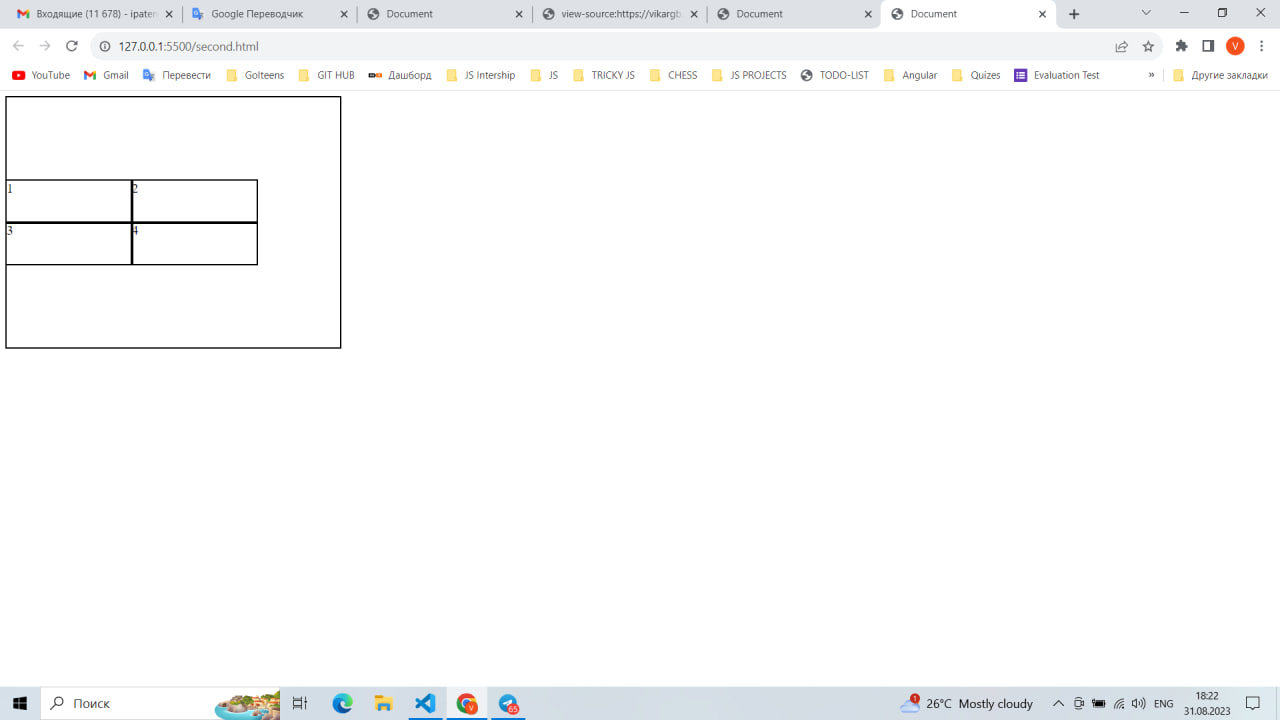 Входящие (11 678) - ipaten
Google Переводчик
Document
view-source:https://vikargb.
Document
Document
127.0.0.1:5500/second.html
V
YouTube
Gmail
Перевести
Golteens
GIT HUB
Дашборд
JS Intership
JS
TRICKY JS
CHESS
JS PROJECTS
TODO-LIST
Angular
Quizes
Evaluation Test
»
Другие закладки
1
2
3
4
Поиск
V
65
1
26°C Mostly cloudy
ENG
18:22
31.08.2023